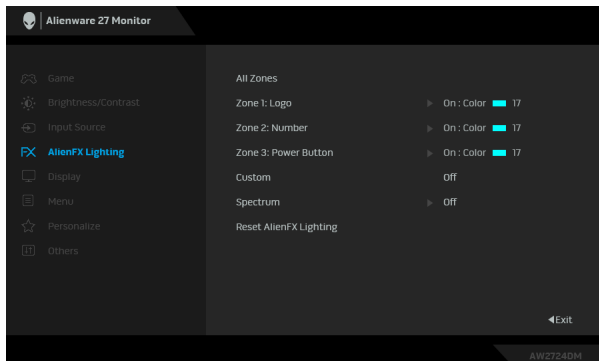 Alienware 27 Monitor
Game
All Zones
Brightness/Contrast
Zone 1: Logo
On : Color 17
Input Source
Zone 2: Number
On : Color 17
AlienFX Lighting
Zone 3: Power Button
On : Color 17
Display
Custom
Off
Menu
Spectrum
Off
Personalize
Reset AlienFX Lighting
Others
Exit
AW2724DM